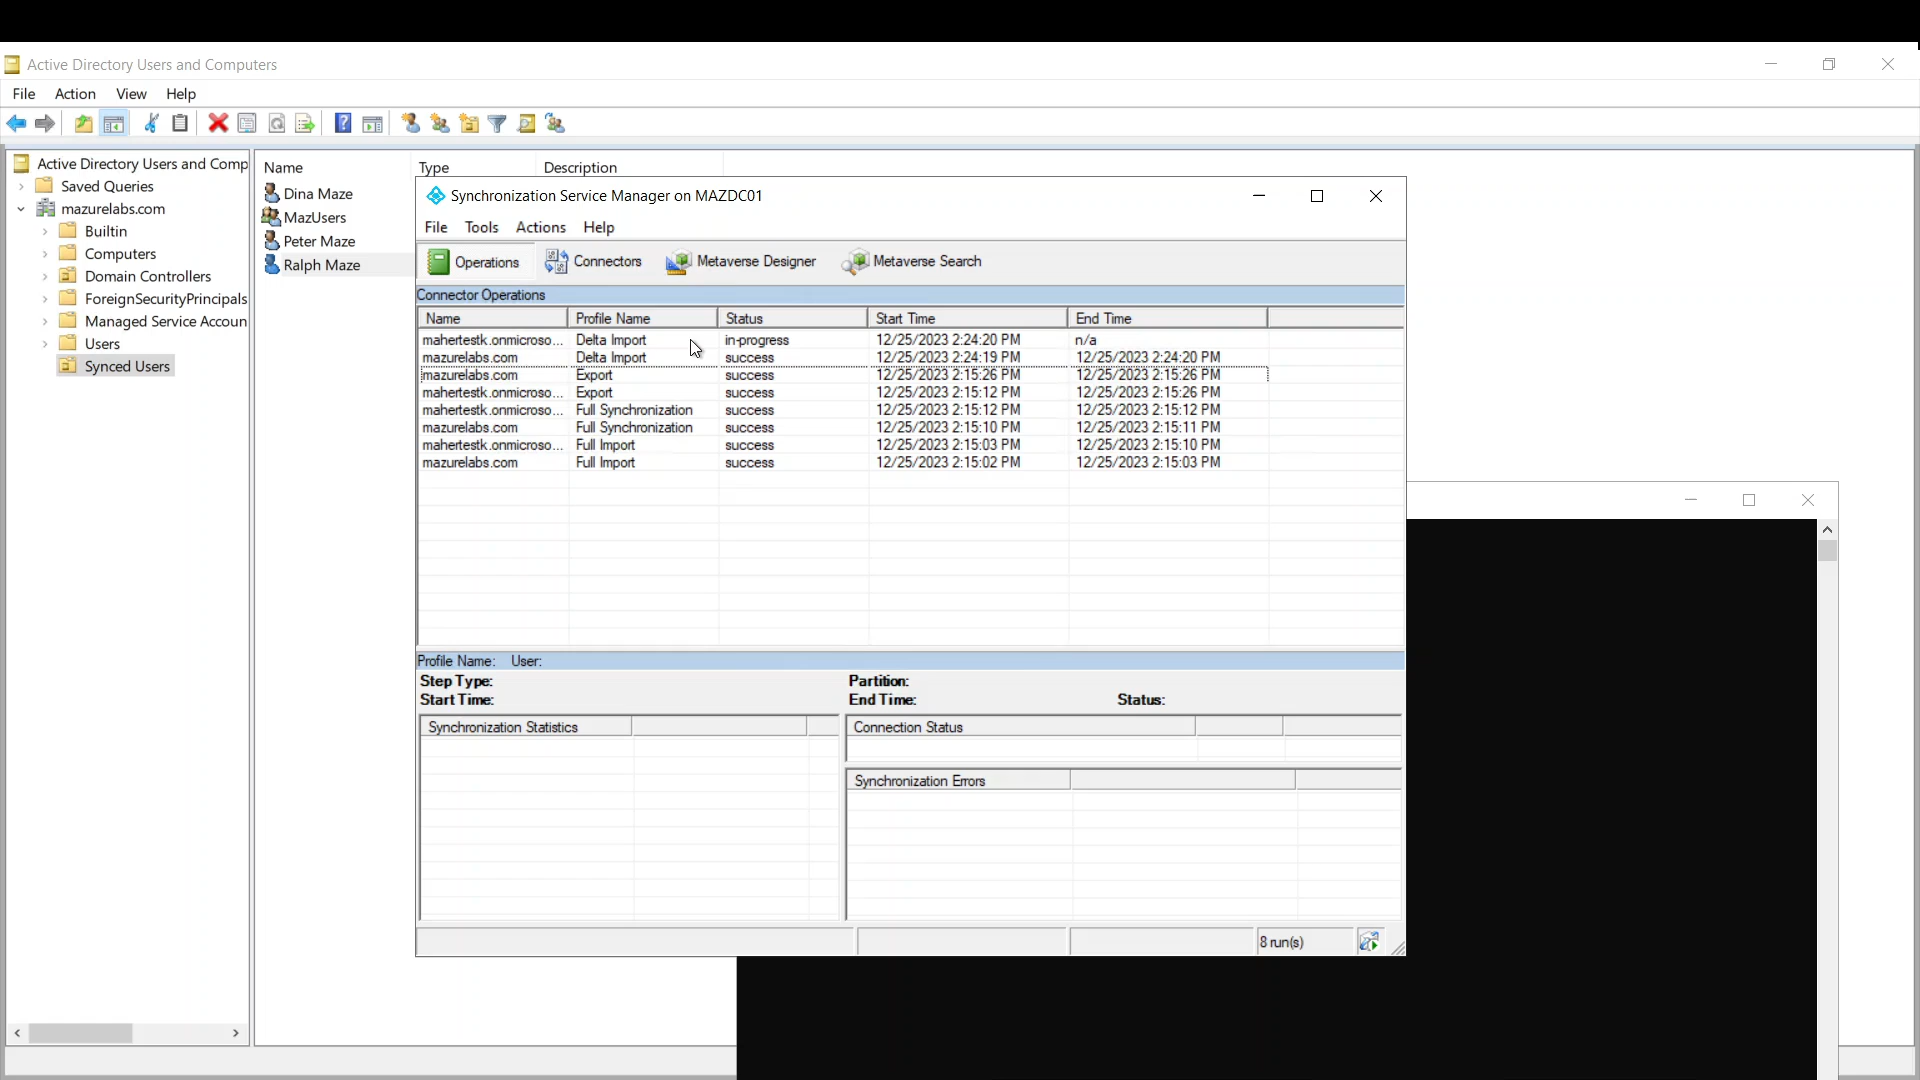 Active Directory Users and Computers
File Action View Help
Active Directory Users and Comp
Saved Queries
mazurelabs.com
Builtin
Computers
Domain Controllers
ForeignSecurityPrincipals
Managed Service Accoun
Users
Synced Users
Name Type Description
Dina Maze
MazUsers
Peter Maze
Ralph Maze
Synchronization Service Manager on MAZDC01
File Tools Actions Help
Operations Connectors Metaverse Designer Metaverse Search
Connector Operations
Name Profile Name Status Start Time End Time
mahertestk.onmicroso... Delta Import in-progress 12/25/2023 2:24:20 PM n/a
mazurelabs.com Delta Import success 12/25/2023 2:24:19 PM 12/25/2023 2:24:20 PM
mazurelabs.com Export success 12/25/2023 2:15:26 PM 12/25/2023 2:15:26 PM
mahertestk.onmicroso... Export success 12/25/2023 2:15:12 PM 12/25/2023 2:15:26 PM
mahertestk.onmicroso... Full Synchronization success 12/25/2023 2:15:12 PM 12/25/2023 2:15:12 PM
mazurelabs.com Full Synchronization success 12/25/2023 2:15:10 PM 12/25/2023 2:15:11 PM
mahertestk.onmicroso... Full Import success 12/25/2023 2:15:03 PM 12/25/2023 2:15:10 PM
mazurelabs.com Full Import success 12/25/2023 2:15:02 PM 12/25/2023 2:15:03 PM
Profile Name: User:
Step Type: Partition:
Start Time: End Time: Status:
Synchronization Statistics Connection Status
Synchronization Errors
8 run(s)